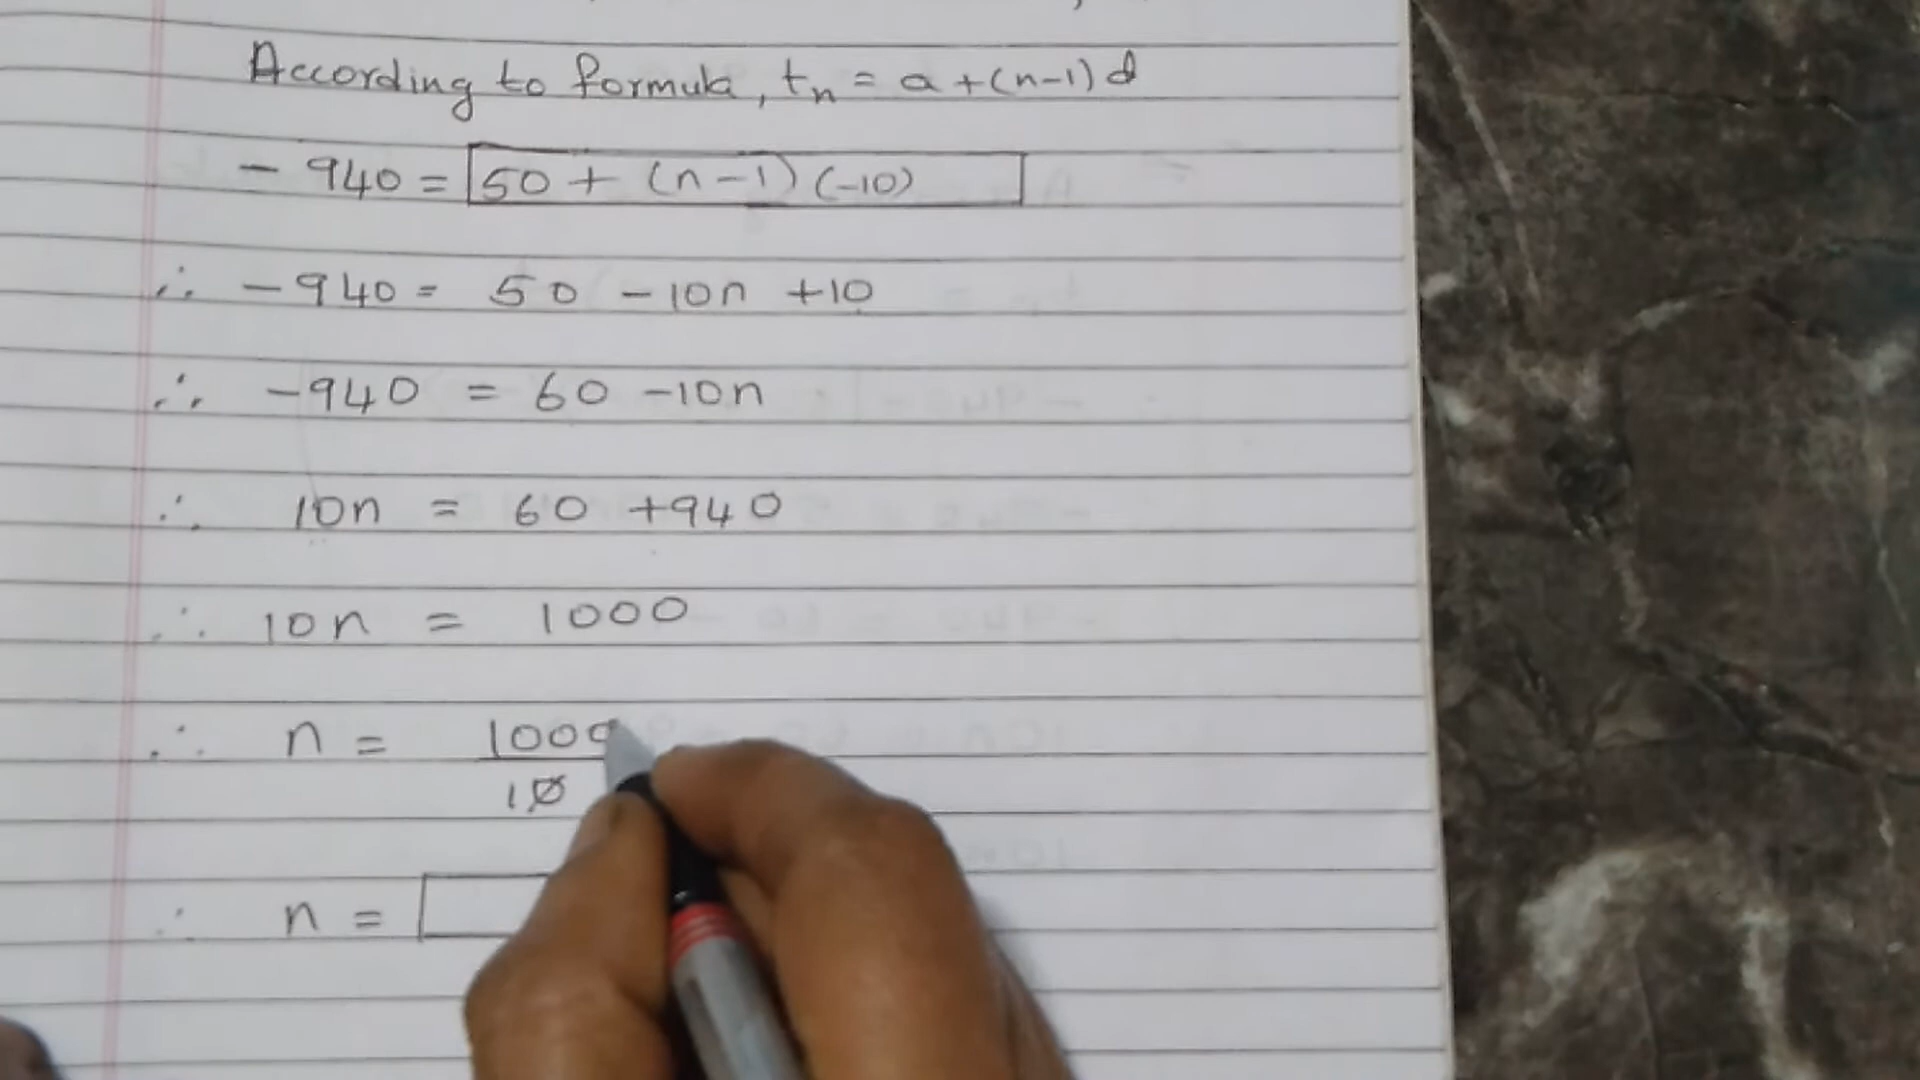 According to formula, tn = a + (n-1) d
- 940 = 50 + (n-1) (-10)
∴ -940 = 50 - 10n + 10
∴ -940 = 60 - 10n
∴ 10n = 60 + 940
∴ 10n = 1000
∴ n = 1000
10
∴ n =